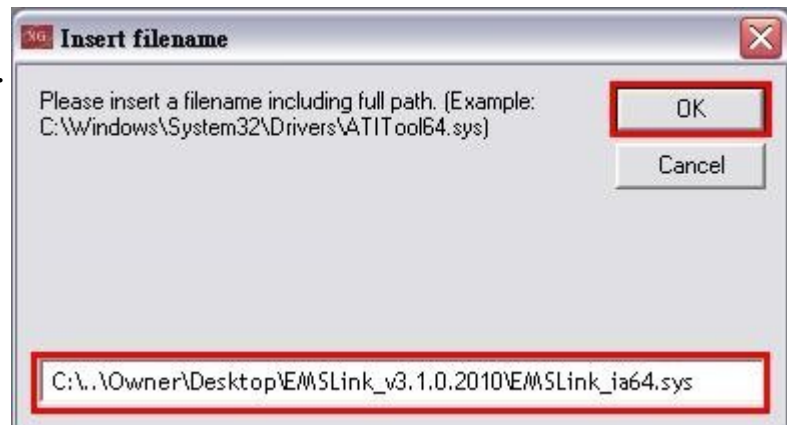 XG
Insert filename
Please insert a filename including full path. (Example:
C:\Windows\System32\Drivers\ATITool64.sys)
OK
Cancel
C:\..\Owner\Desktop\EMSLink_v3.1.0.2010\EMSLink_ia64.sys